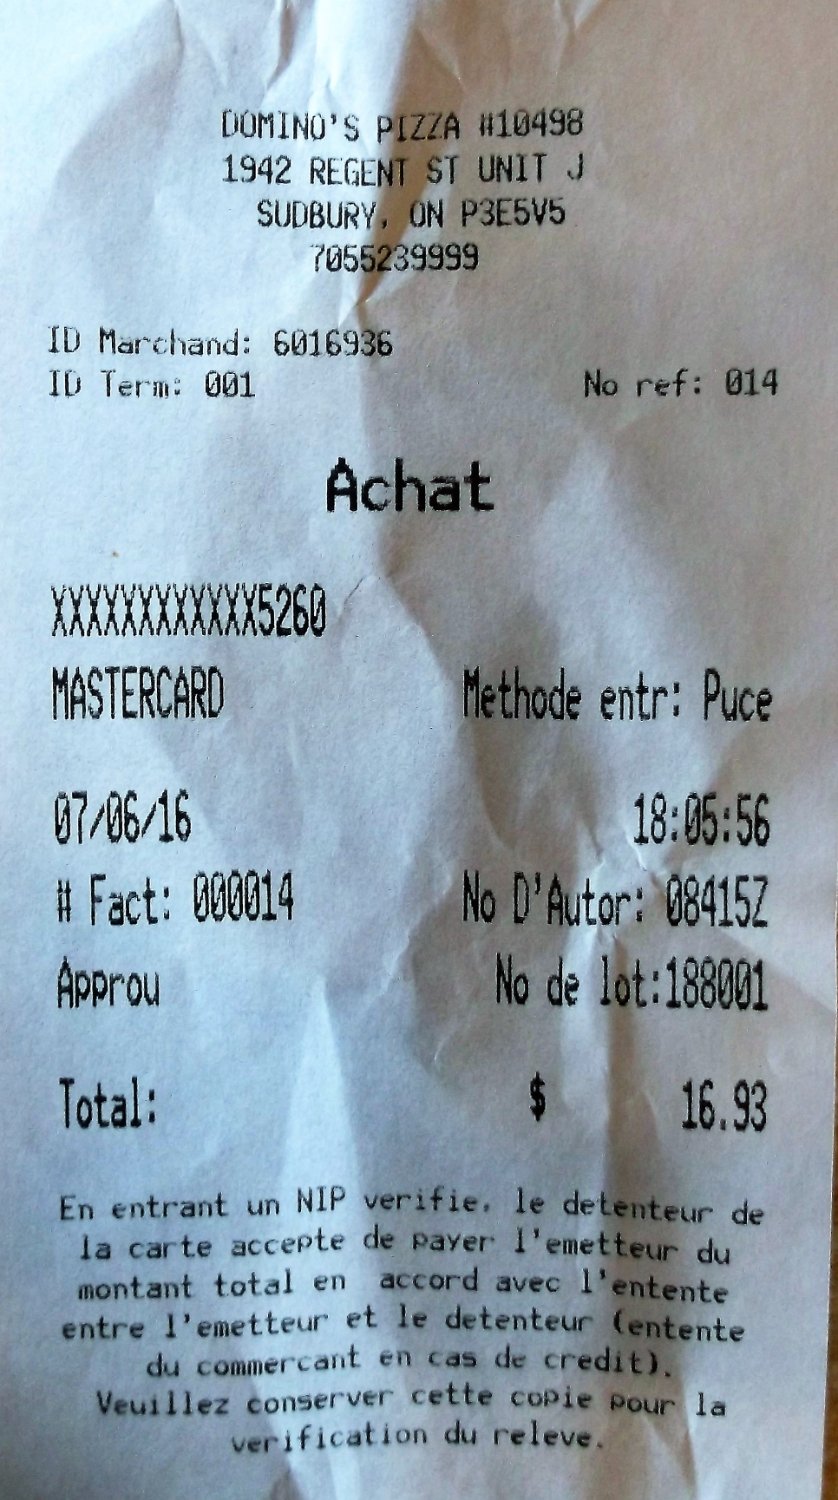 DOMINO'S PIZZA #10498
1942 REGENT ST UNIT J
SUDBURY, ON P3E5V5
7055239999
ID Marchand: 6016936
ID Term: 001 No ref: 014
Achat
XXXXXXXXXXXX5260
MASTERCARD Methode entr: Puce
07/06/16 18:05:56
# Fact: 000014 No D'Autor: 08415Z
Approu No de lot:188001
Total: $ 16.93
En entrant un NIP verifie, le detenteur de
la carte accepte de payer l'emetteur du
montant total en accord avec l'entente
entre l'emetteur et le detenteur (entente
du commercant en cas de credit).
Veuillez conserver cette copie pour la
verification du releve.